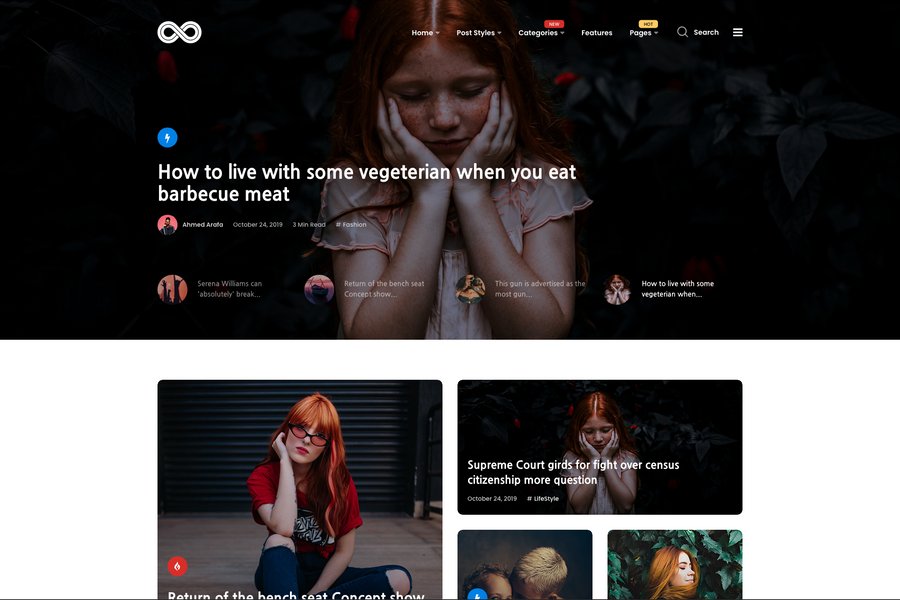 NEW
HOT
Home
Post Styles
Categories
Features
Pages
Search
How to live with some vegeterian when you eat
barbecue meat
Ahmed Arafa
October 24, 2019
3 Min Read
# Fashion
Serena Williams can
'absolutely' break...
Return of the bench seat
Concept show...
This gun is advertised as the
most gun...
How to live with some
vegeterian when...
Supreme Court girds for fight over census
citizenship more question
October 24, 2019
# LifeStyle
Return of the bench seat Concept show